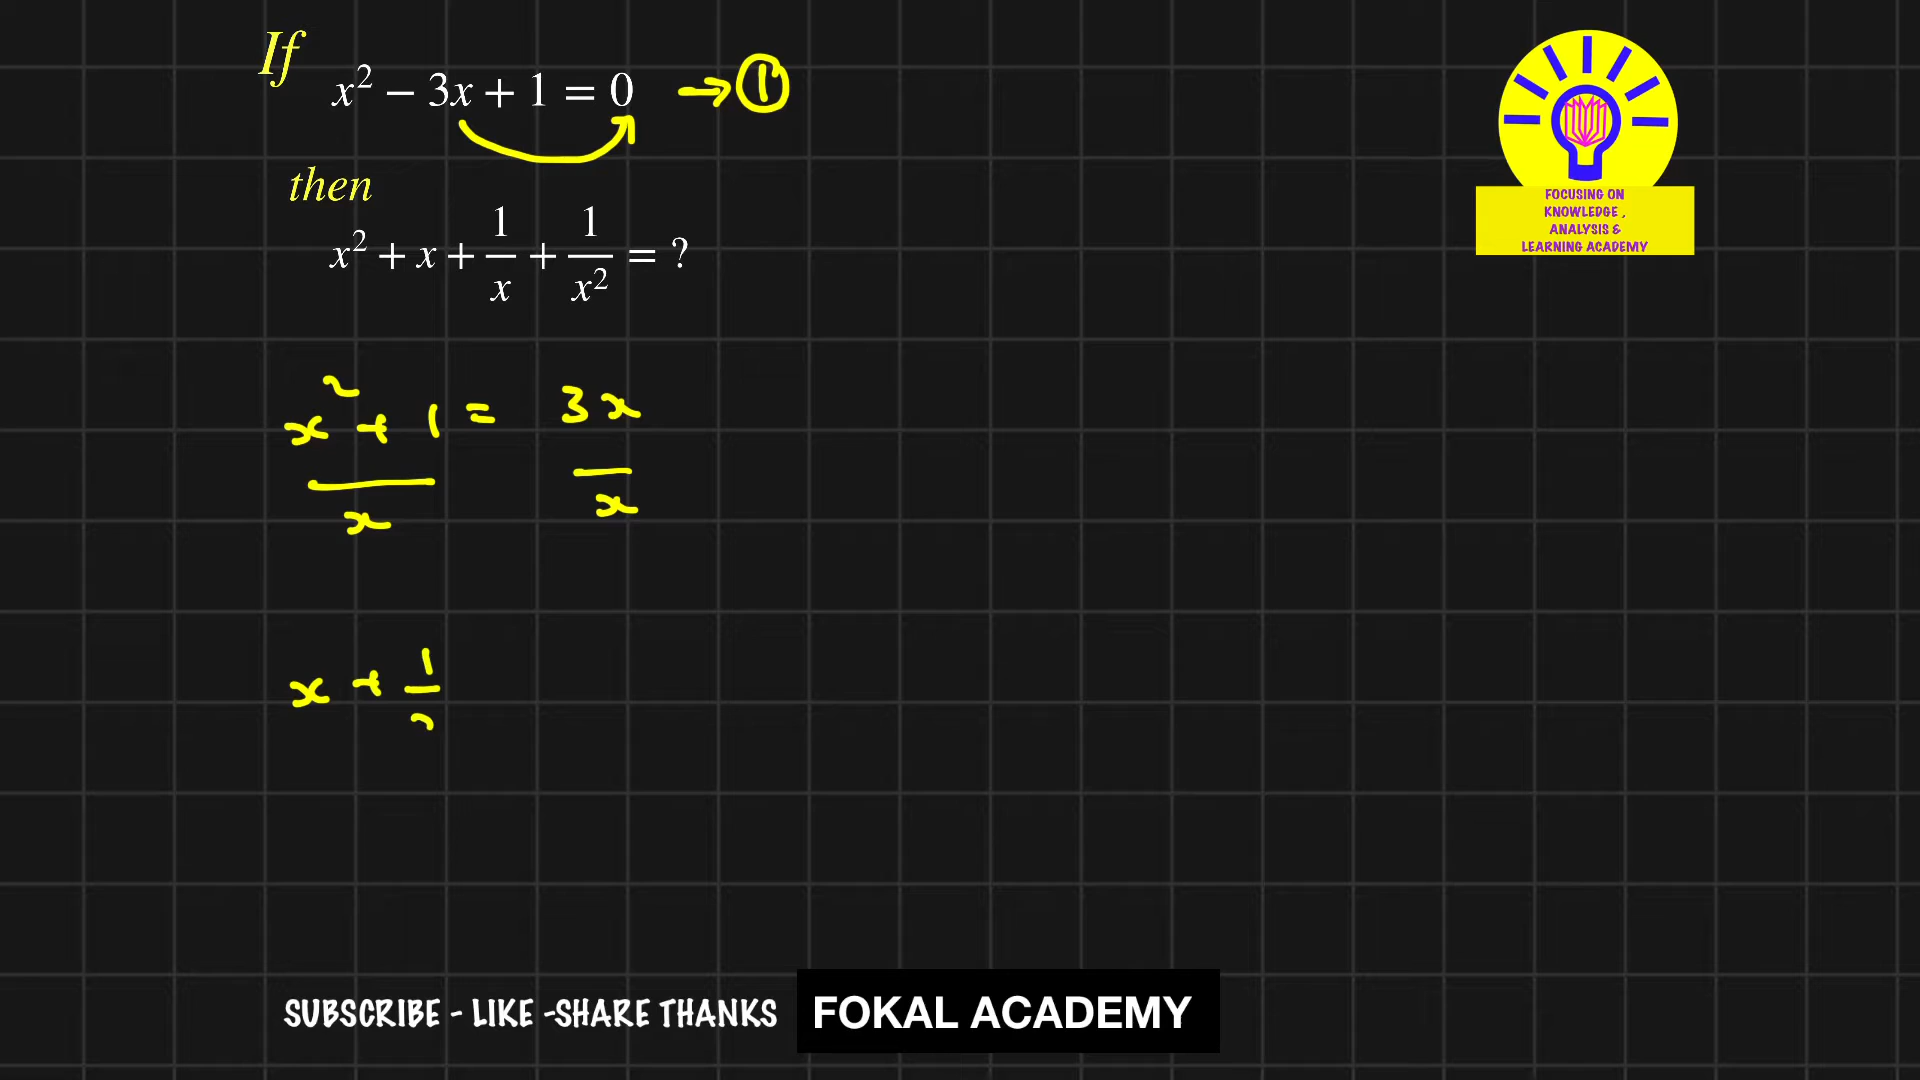 If
x² − 3x + 1 = 0 → ①
then
x² + x + 1/x + 1/x² = ?
x² + 1 = 3x
x x
x + 1/
FOCUSING ON
KNOWLEDGE ,
ANALYSIS &
LEARNING ACADEMY
SUBSCRIBE - LIKE -SHARE THANKS FOKAL ACADEMY